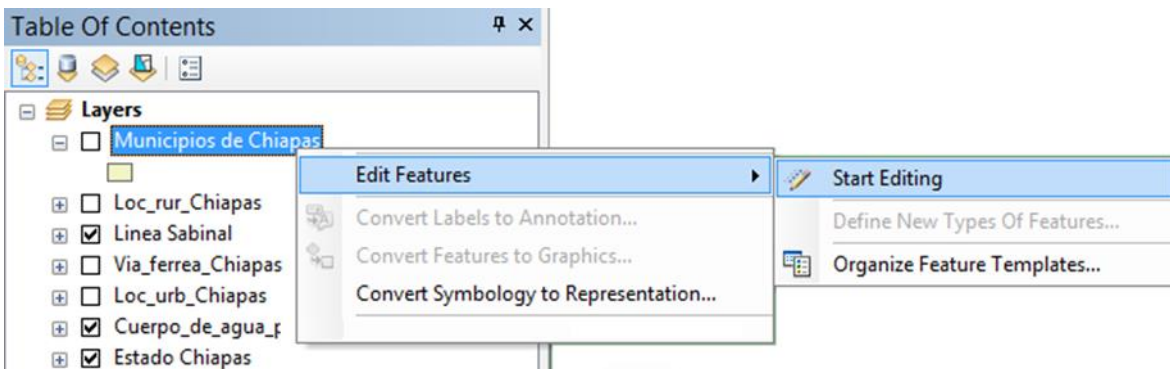 Table Of Contents
Layers
Municipios de Chiapas
Loc_rur_Chiapas
Linea Sabinal
Via_ferrea_Chiapas
Loc_urb_Chiapas
Cuerpo_de_agua_p
Estado Chiapas
Edit Features
Convert Labels to Annotation...
Convert Features to Graphics...
Convert Symbology to Representation...
Start Editing
Define New Types Of Features...
Organize Feature Templates...